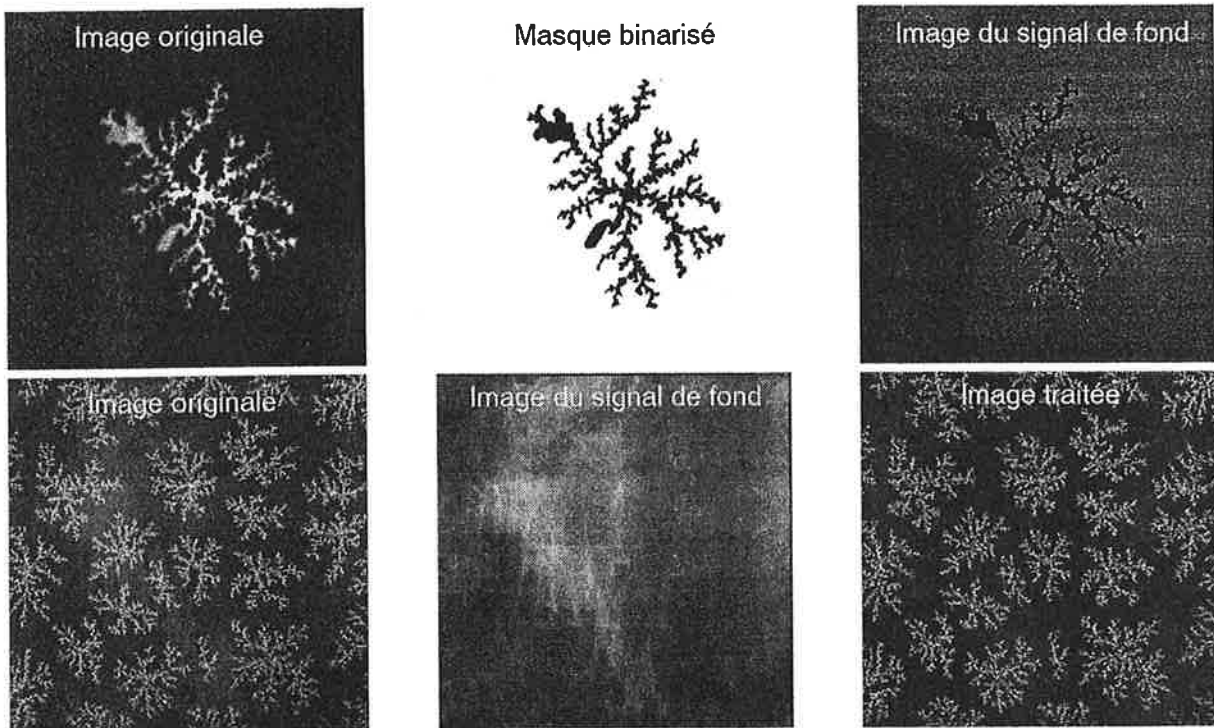 Image originale
Masque binarisé
Image du signal de fond
Image originale
Image du signal de fond
Image traitée